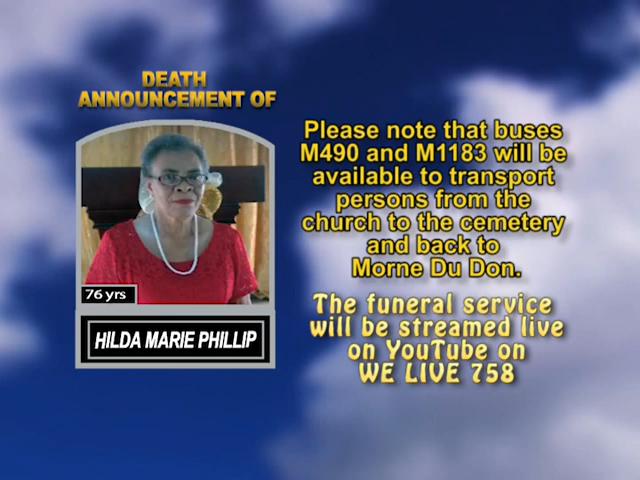 DEATH
ANNOUNCEMENT OF
76 yrs
HILDA MARIE PHILLIP
Please note that buses
M490 and M1183 will be
available to transport
persons from the
church to the cemetery
and back to
Morne Du Don.
The funeral service
will be streamed live
on YouTube on
WE LIVE 758